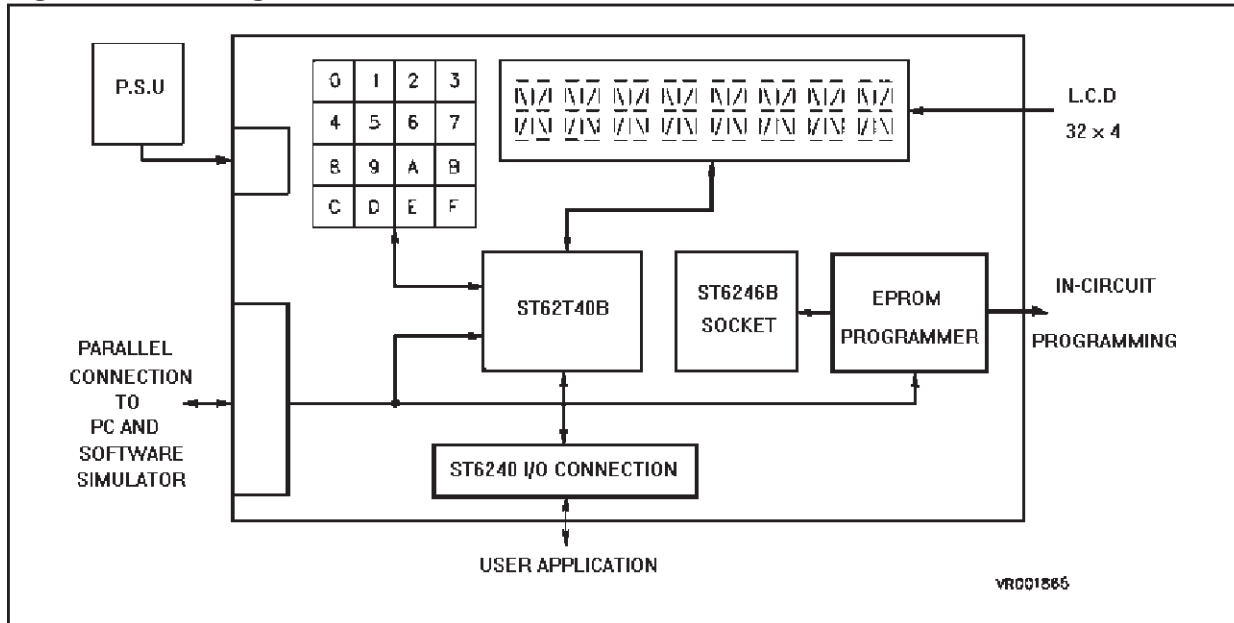 P.S.U
0 1 2 3
4 5 6 7
8 9 A B
C D E F
L.C.D
32 × 4
ST62T40B
ST6246B
SOCKET
EPROM
PROGRAMMER
IN-CIRCUIT
PROGRAMMING
PARALLEL
CONNECTION
TO
PC AND
SOFTWARE
SIMULATOR
ST6240 I/O CONNECTION
USER APPLICATION
VR001865